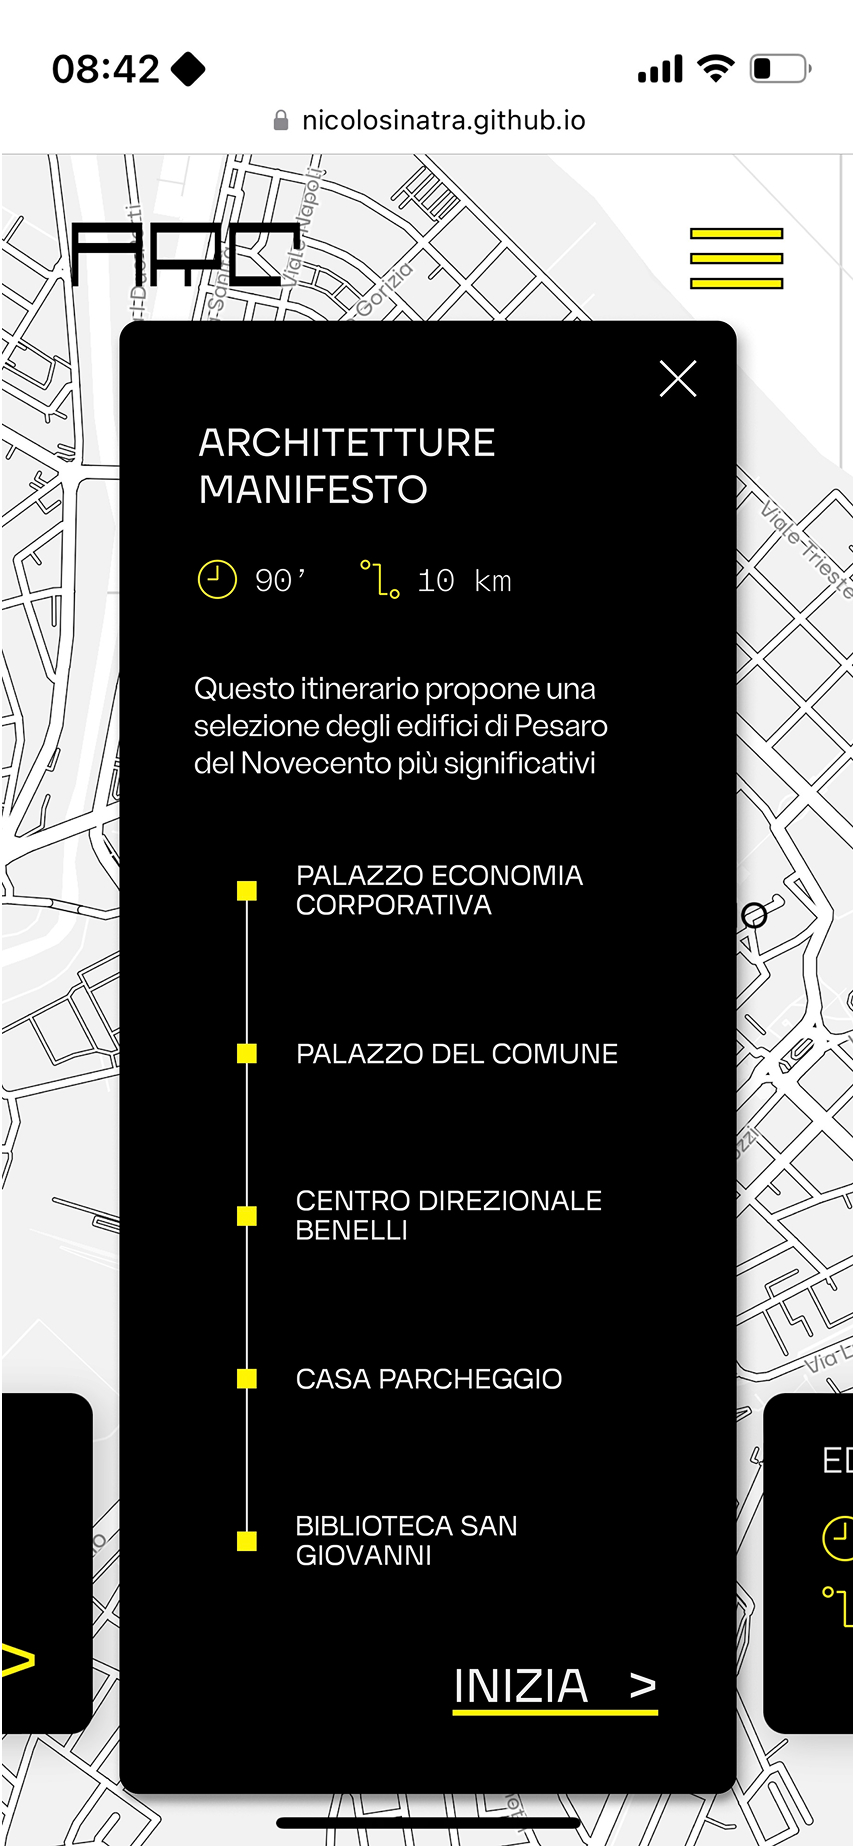 08:42
nicolosinatra.github.io
ARC
Viale Napoli
Gorizia
ARCHITETTURE
MANIFESTO
90’ 10 km
Viale Trieste
Questo itinerario propone una
selezione degli edifici di Pesaro
del Novecento più significativi
PALAZZO ECONOMIA
CORPORATIVA
PALAZZO DEL COMUNE
CENTRO DIREZIONALE
BENELLI
CASA PARCHEGGIO
BIBLIOTECA SAN
GIOVANNI
INIZIA >
>